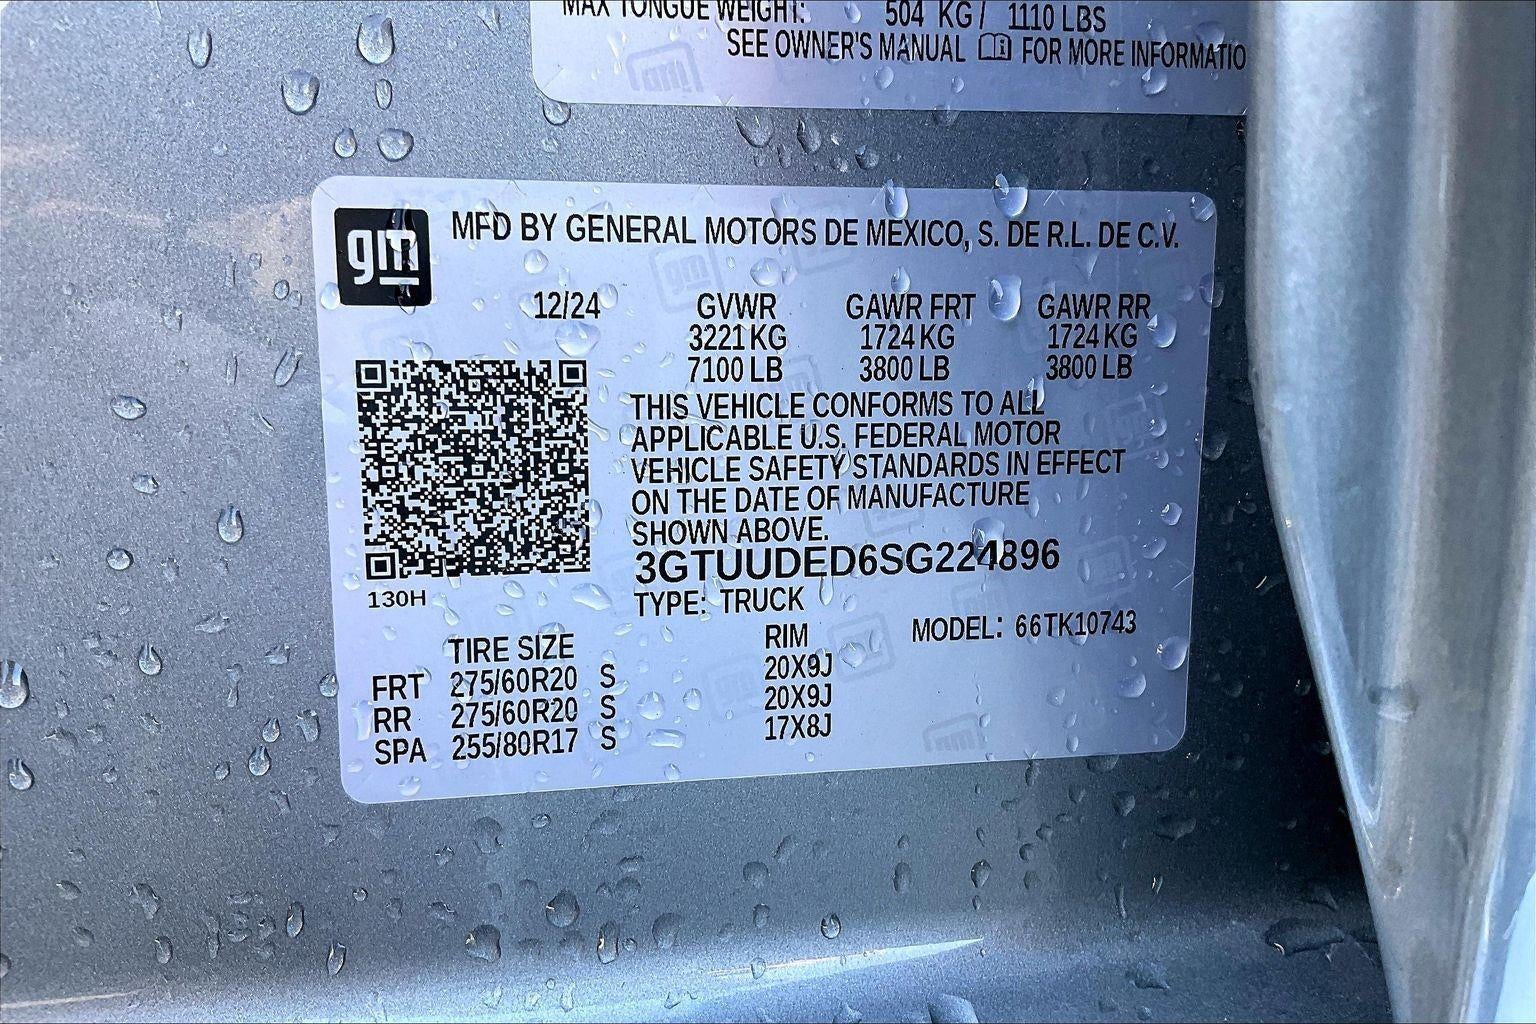 MAX TONGUE WEIGHT: 504 KG / 1110 LBS
SEE OWNER'S MANUAL FOR MORE INFORMATIO
gm
MFD BY GENERAL MOTORS DE MEXICO, S. DE R.L. DE C.V.
12/24 GVWR GAWR FRT GAWR RR
3221 KG 1724 KG 1724 KG
7100 LB 3800 LB 3800 LB
THIS VEHICLE CONFORMS TO ALL
APPLICABLE U.S. FEDERAL MOTOR
VEHICLE SAFETY STANDARDS IN EFFECT
ON THE DATE OF MANUFACTURE
SHOWN ABOVE.
3GTUUDED6SG224896
130H
TYPE: TRUCK
MODEL: 66TK10743
TIRE SIZE RIM
FRT 275/60R20 S 20X9J
RR 275/60R20 S 20X9J
SPA 255/80R17 S 17X8J